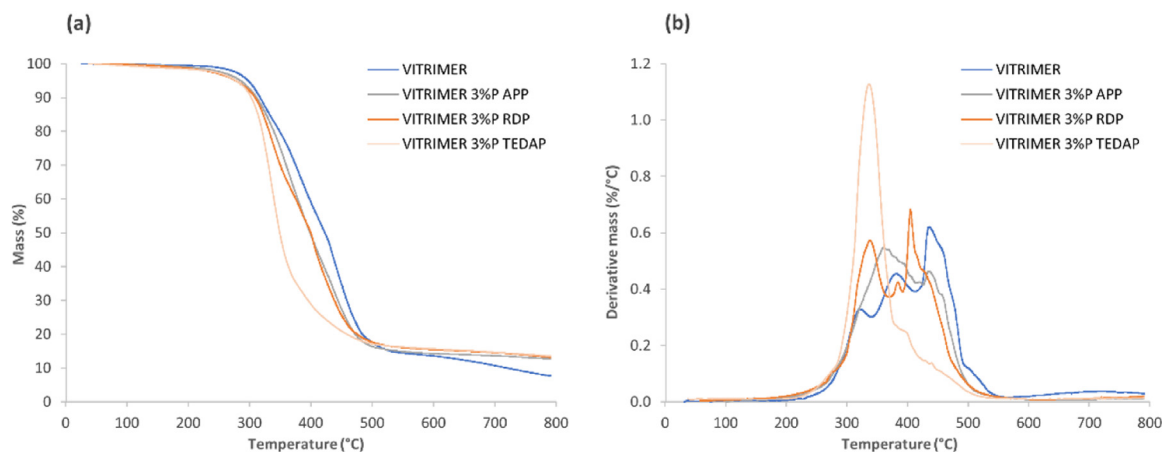 (a)
100
90
80
70
60
50
40
30
20
10
0
Mass (%)
0 100 200 300 400 500 600 700 800
Temperature (°C)
VITRIMER
VITRIMER 3%P APP
VITRIMER 3%P RDP
VITRIMER 3%P TEDAP
(b)
1.2
1.0
0.8
0.6
0.4
0.2
0.0
Derivative mass (%/°C)
0 100 200 300 400 500 600 700 800
Temperature (°C)
VITRIMER
VITRIMER 3%P APP
VITRIMER 3%P RDP
VITRIMER 3%P TEDAP